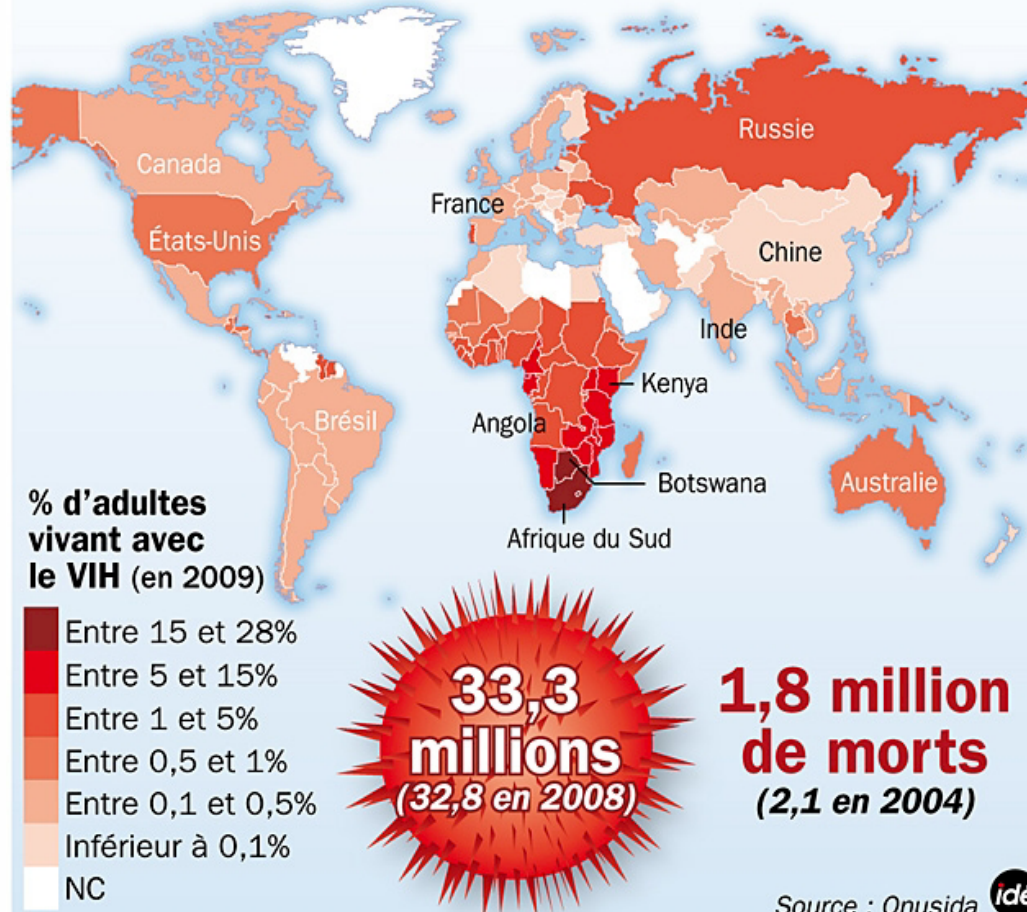 Canada
Russie
France
États-Unis
Chine
Inde
Kenya
Brésil
Angola
Botswana
Australie
Afrique du Sud
% d'adultes
vivant avec
le VIH (en 2009)
Entre 15 et 28%
Entre 5 et 15%
Entre 1 et 5%
Entre 0,5 et 1%
Entre 0,1 et 0,5%
Inférieur à 0,1%
NC
33,3
millions
(32,8 en 2008)
1,8 million
de morts
(2,1 en 2004)
Source : Onusida
idé